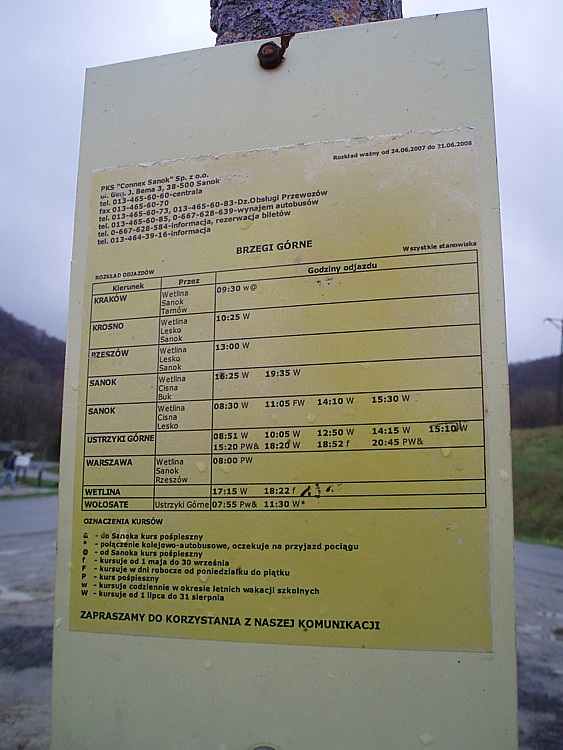 Rozkład ważny od 24.06.2007 do 21.06.2008
PKS "Connex Sanok" Sp. z o.o.
ul. Gen. J. Bema 3, 38-500 Sanok
tel. 013-465-60-60-centrala
fax 013-465-60-70
tel. 013-465-60-73, 013-465-60-83-Dz.Obsługi Przewozów
tel. 013-465-60-85, 0-667-628-639-wynajem autobusów
tel. 0-667-628-584-informacja, rezerwacja biletów
tel. 013-464-39-16-informacja
BRZEGI GÓRNE
ROZKŁAD ODJAZDÓW Wszystkie stanowiska
Kierunek Przez Godziny odjazdu
KRAKÓW Wetlina 09:30 w@
Sanok
Tarnów
KROSNO Wetlina 10:25 W
Lesko
Sanok
RZESZÓW Wetlina 13:00 W
Lesko
Sanok
SANOK Wetlina 16:25 W 19:35 W
Cisna
Buk
SANOK Wetlina 08:30 W 11:05 FW 14:10 W 15:30 W
Cisna
Lesko
USTRZYKI GÓRNE 08:51 W 10:05 W 12:50 W 14:15 W 15:10 W
15:20 PW& 18:20 W 18:52 f 20:45 PW&
WARSZAWA Wetlina 08:00 PW
Sanok
Rzeszów
WETLINA 17:15 W 18:22 f
WOŁOSATE Ustrzyki Górne 07:55 Pw& 11:30 W*
OZNACZENIA KURSÓW
& - do Sanoka kurs pośpieszny
* - połączenie kolejowo-autobusowe, oczekuje na przyjazd pociągu
@ - od Sanoka kurs pośpieszny
f - kursuje od 1 maja do 30 września
F - kursuje w dni robocze od poniedziałku do piątku
P - kurs pośpieszny
w - kursuje codziennie w okresie letnich wakacji szkolnych
W - kursuje od 1 lipca do 31 sierpnia
ZAPRASZAMY DO KORZYSTANIA Z NASZEJ KOMUNIKACJI